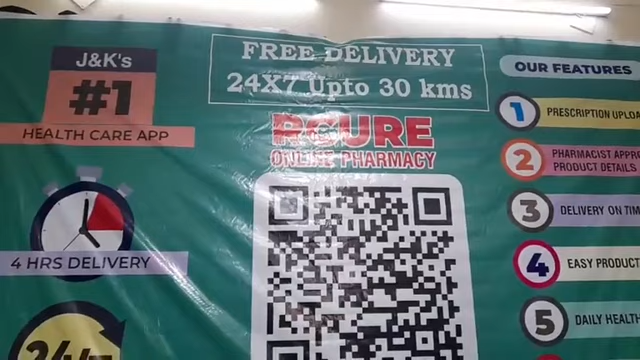 J&K's
#1
HEALTH CARE APP
4 HRS DELIVERY
FREE DELIVERY
24X7 Upto 30 kms
RCURE
ONLINE PHARMACY
OUR FEATURES
1 PRESCRIPTION UPLOA
2 PHARMACIST APPR
PRODUCT DETAILS
3 DELIVERY ON TIM
4 EASY PRODUCT
5 DAILY HEALTH